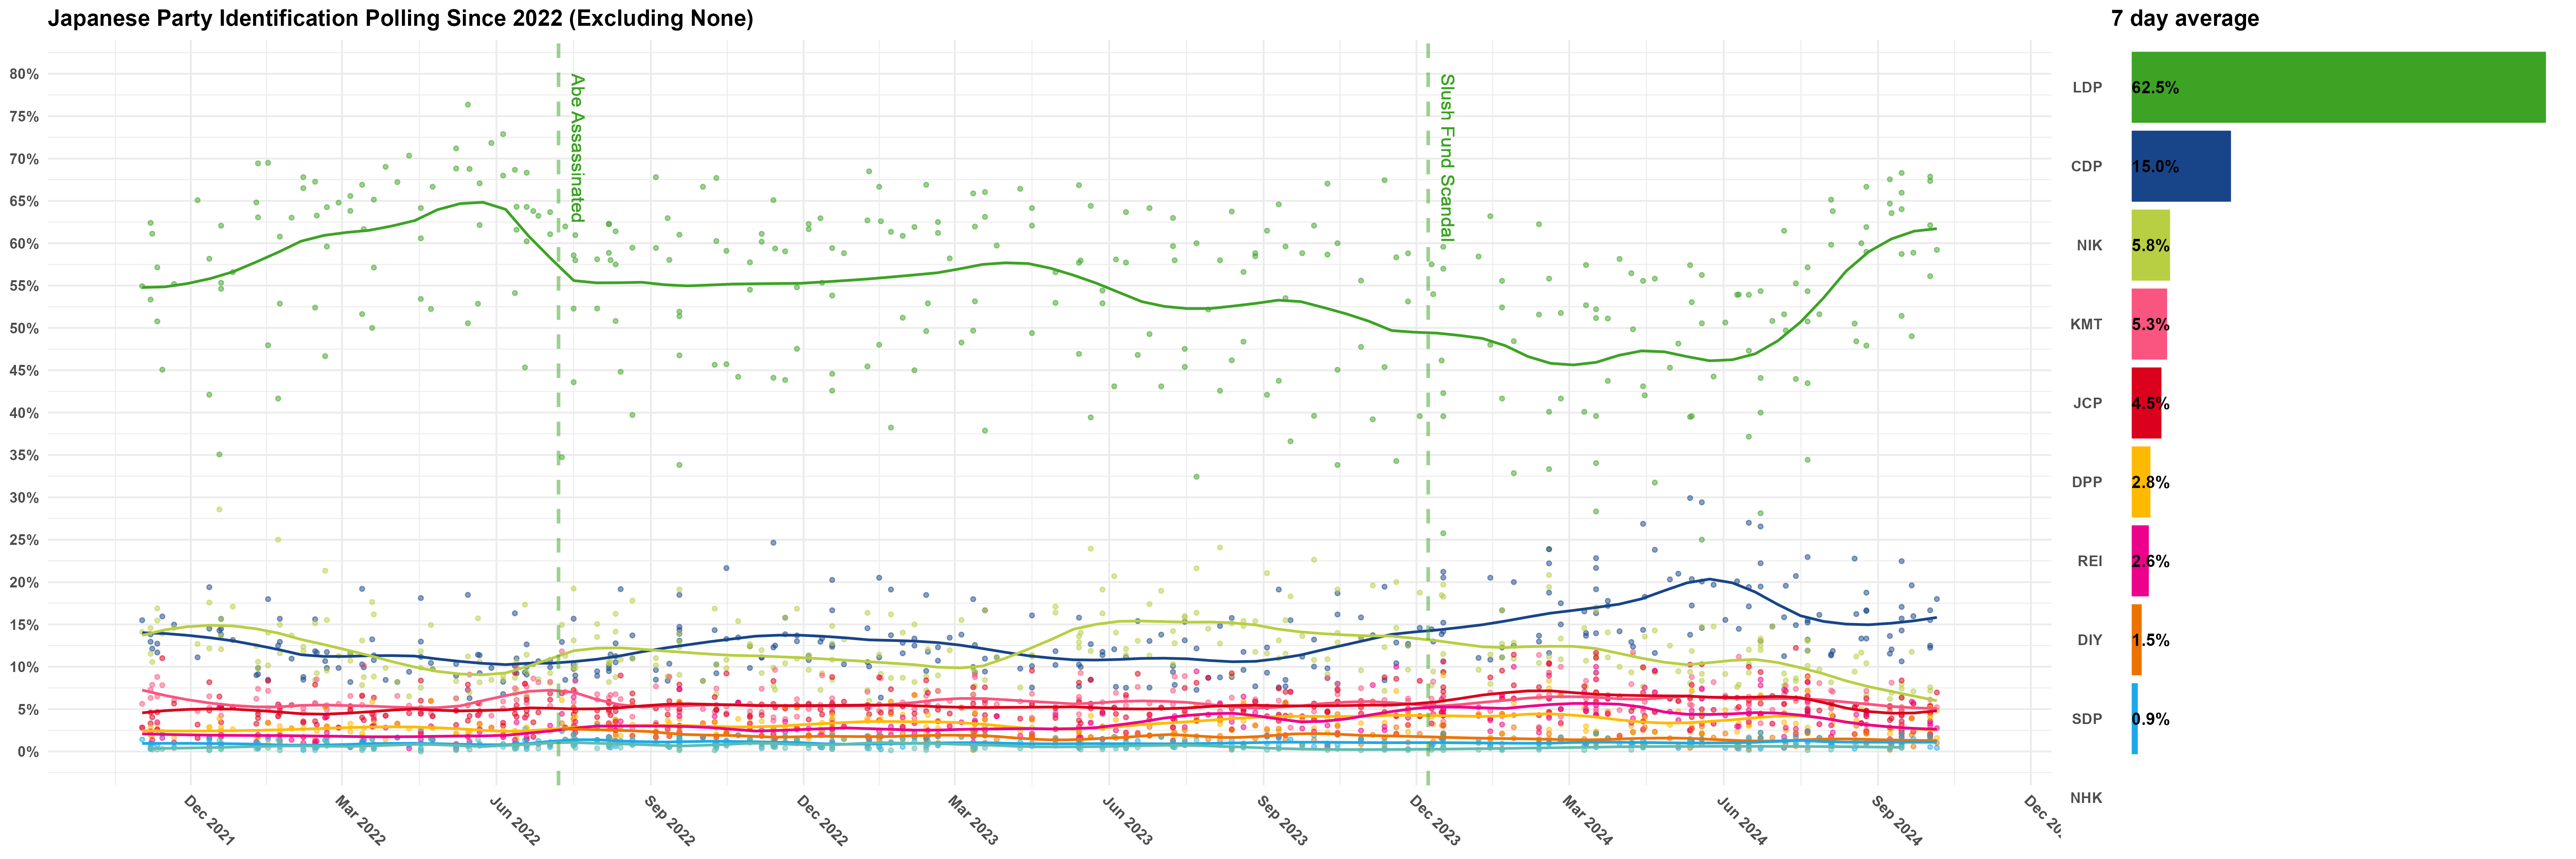 Japanese Party Identification Polling Since 2022 (Excluding None)
7 day average
80%
75%
70%
65%
60%
55%
50%
45%
40%
35%
30%
25%
20%
15%
10%
5%
0%
Abe Assassinated
Slush Fund Scandal
Dec 2021
Mar 2022
Jun 2022
Sep 2022
Dec 2022
Mar 2023
Jun 2023
Sep 2023
Dec 2023
Mar 2024
Jun 2024
Sep 2024
Dec
LDP 62.5%
CDP 15.0%
NIK 5.8%
KMT 5.3%
JCP 4.5%
DPP 2.8%
REI 2.6%
DIY 1.5%
SDP 0.9%
NHK